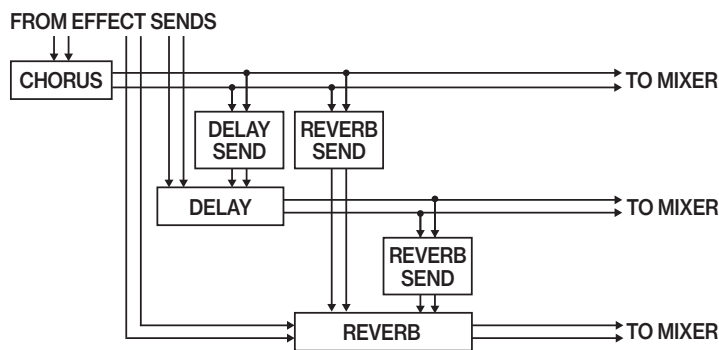 FROM EFFECT SENDS
CHORUS
TO MIXER
DELAY
SEND
REVERB
SEND
DELAY
TO MIXER
REVERB
SEND
REVERB
TO MIXER